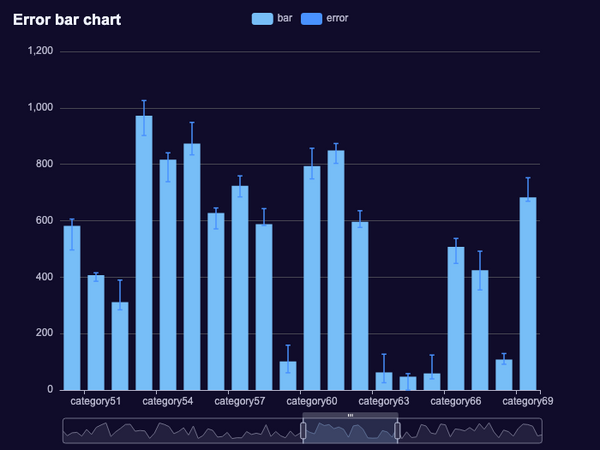 Error bar chart
bar error
1,200
1,000
800
600
400
200
0
category51 category54 category57 category60 category63 category66 category69